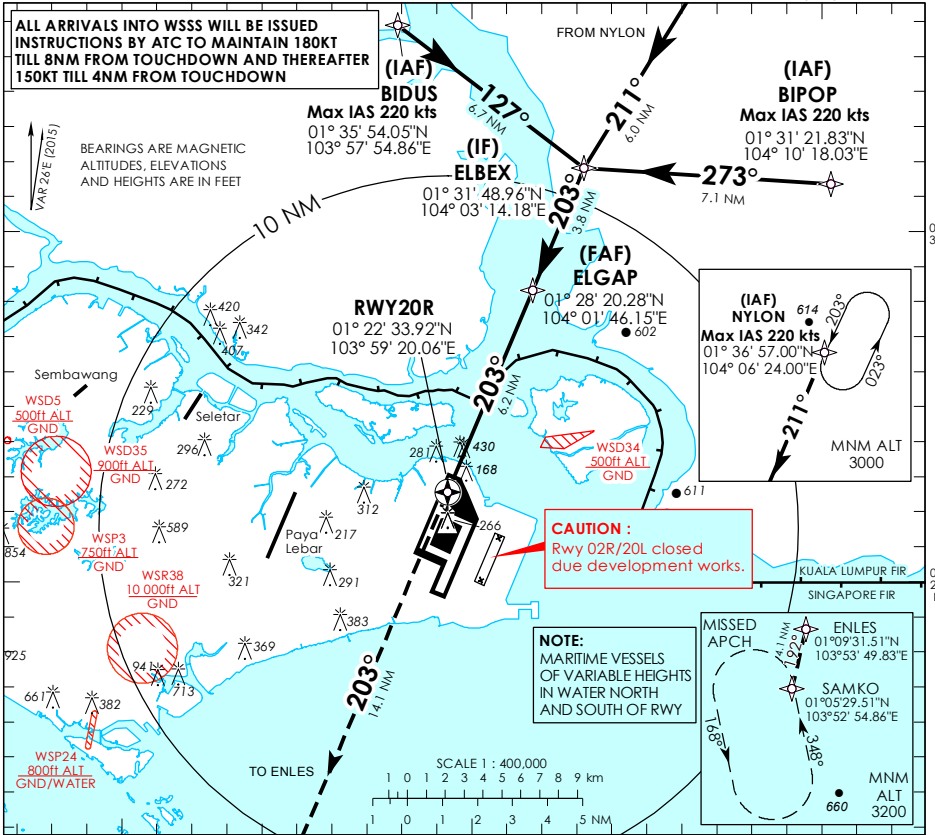 ALL ARRIVALS INTO WSSS WILL BE ISSUED
INSTRUCTIONS BY ATC TO MAINTAIN 180KT
TILL 8NM FROM TOUCHDOWN AND THEREAFTER
150KT TILL 4NM FROM TOUCHDOWN
FROM NYLON
(IAF)
BIDUS
Max IAS 220 kts
01° 35' 54.05"N
103° 57' 54.86"E
127°
6.7 NM
211°
6.0 NM
(IAF)
BIPOP
Max IAS 220 kts
01° 31' 21.83"N
104° 10' 18.03"E
273°
7.1 NM
VAR 26'E (2015)
BEARINGS ARE MAGNETIC
ALTITUDES, ELEVATIONS
AND HEIGHTS ARE IN FEET
(IF)
ELBEX
01° 31' 48.96"N
104° 03' 14.18"E
203°
3.8 NM
10 NM
(FAF)
ELGAP
01° 28' 20.28"N
104° 01' 46.15"E
602
0
3
RWY20R
01° 22' 33.92"N
103° 59' 20.06"E
203°
6.2 NM
(IAF)
NYLON
Max IAS 220 kts
01° 36' 57.00"N
104° 06' 24.00"E
614
203°
023°
211°
MNM ALT
3000
420
407
342
Sembawang
229
Seletar
296
WSD5
500ft ALT
GND
WSD35
900ft ALT
GND
272
281
430
168
WSD34
500ft ALT
GND
611
312
266
589
217
Paya
Lebar
854
WSP3
750ft ALT
GND
321
291
CAUTION :
Rwy 02R/20L closed
due development works.
KUALA LUMPUR FIR
SINGAPORE FIR
0
2
WSR38
10 000ft ALT
GND
383
369
925
941
713
661
382
WSP24
800ft ALT
GND/WATER
203°
14.1 NM
TO ENLES
NOTE:
MARITIME VESSELS
OF VARIABLE HEIGHTS
IN WATER NORTH
AND SOUTH OF RWY
MISSED
APCH
ENLES
01°09'31.51"N
103°53' 49.83"E
4.1 NM
192°
SAMKO
01°05'29.51"N
103°52' 54.86"E
168°
348°
660
MNM
ALT
3200
SCALE 1 : 400,000
1 0 1 2 3 4 5 6 7 8 9 km
1 0 1 2 3 4 5 NM